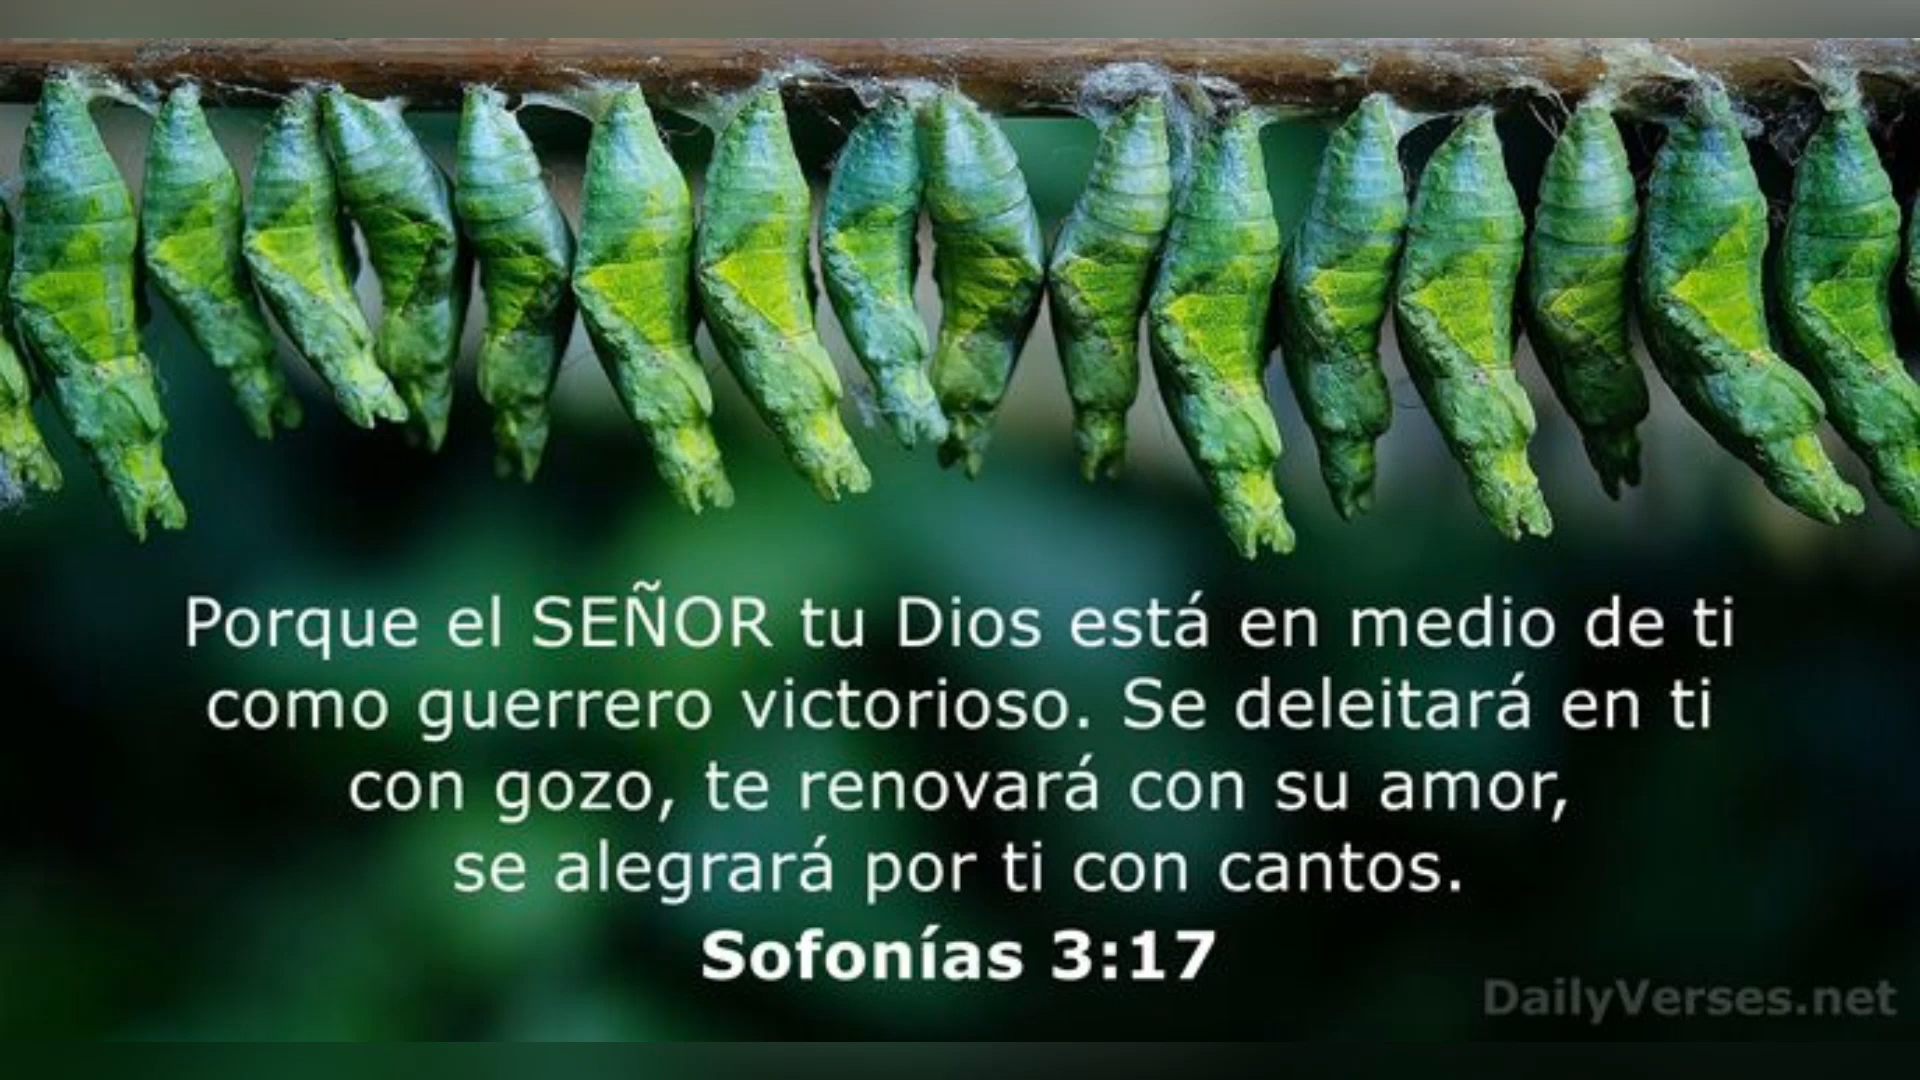 Porque el SEÑOR tu Dios está en medio de ti
como guerrero victorioso. Se deleitará en ti
con gozo, te renovará con su amor,
se alegrará por ti con cantos.
Sofonías 3:17
DailyVerses.net